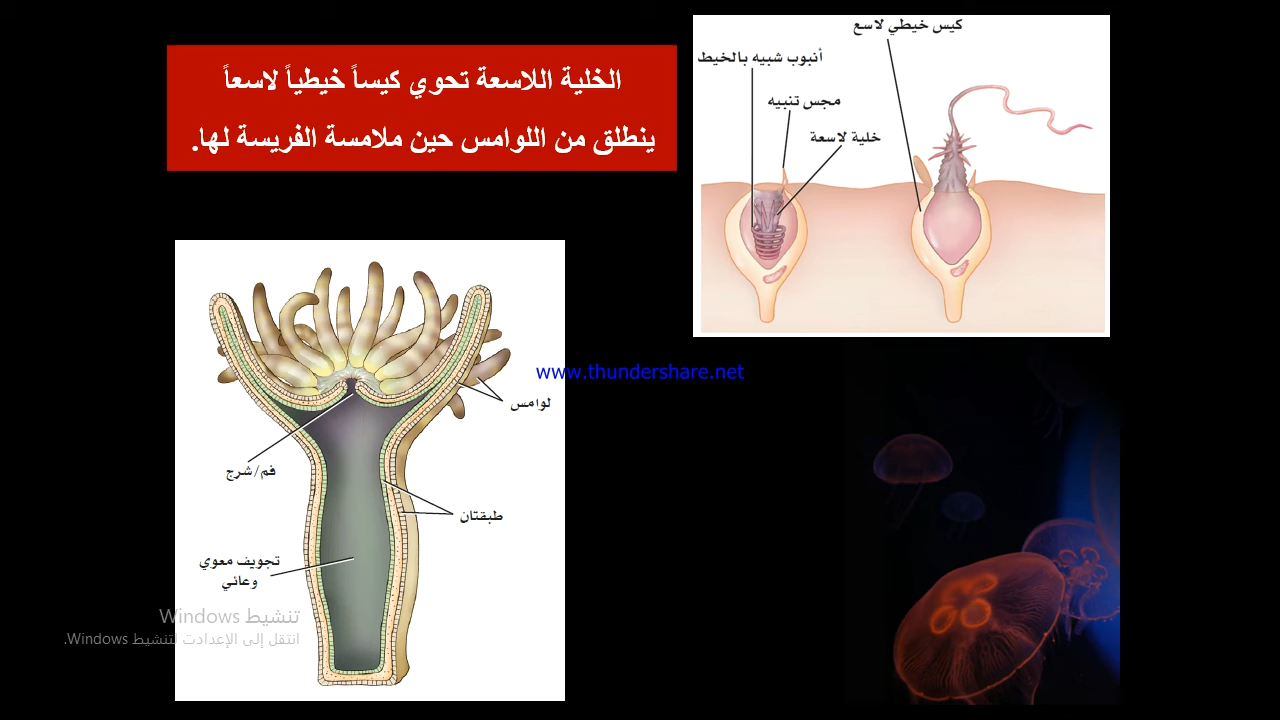 الخلية اللاسعة تحوي كيساً خيطياً لاسعاً
ينطلق من اللوامس حين ملامسة الفريسة لها.
كيس خيطي لاسع
أنبوب شبيه بالخيط
مجس تنبيه
خلية لاسعة
www.thundershare.net
لوامس
فم/شرج
طبقتان
تجويف معوي
وعائي
تنشيط Windows
انتقل إلى الإعدادت لتنشيط Windows.